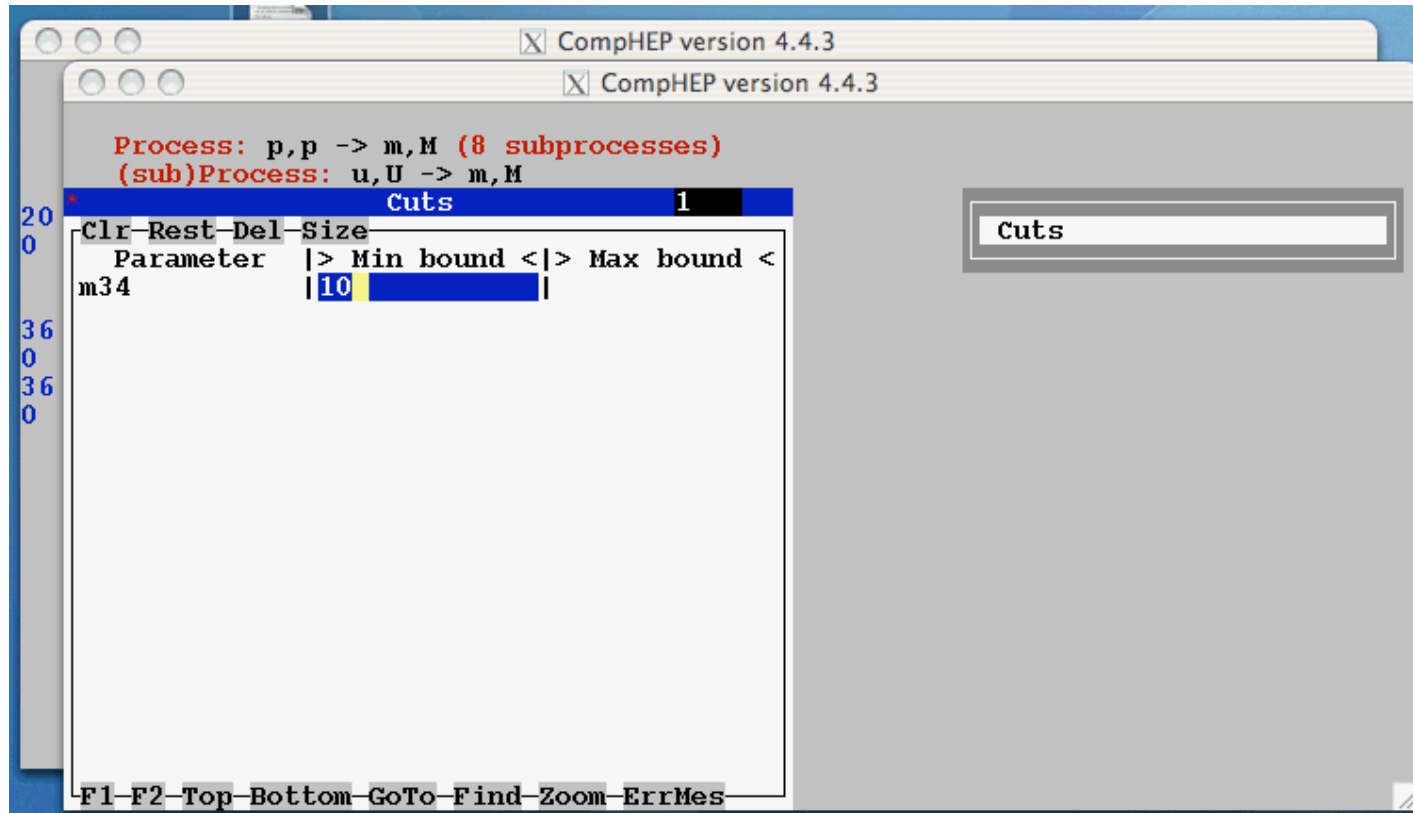 CompHEP version 4.4.3
CompHEP version 4.4.3
Process: p,p -> m,M (8 subprocesses)
(sub)Process: u,U -> m,M
* Cuts 1
Clr-Rest-Del-Size
Parameter |> Min bound <|> Max bound <
m34 |10 |
F1-F2-Top-Bottom-GoTo-Find-Zoom-ErrMes
Cuts
20
0
36
0
36
0